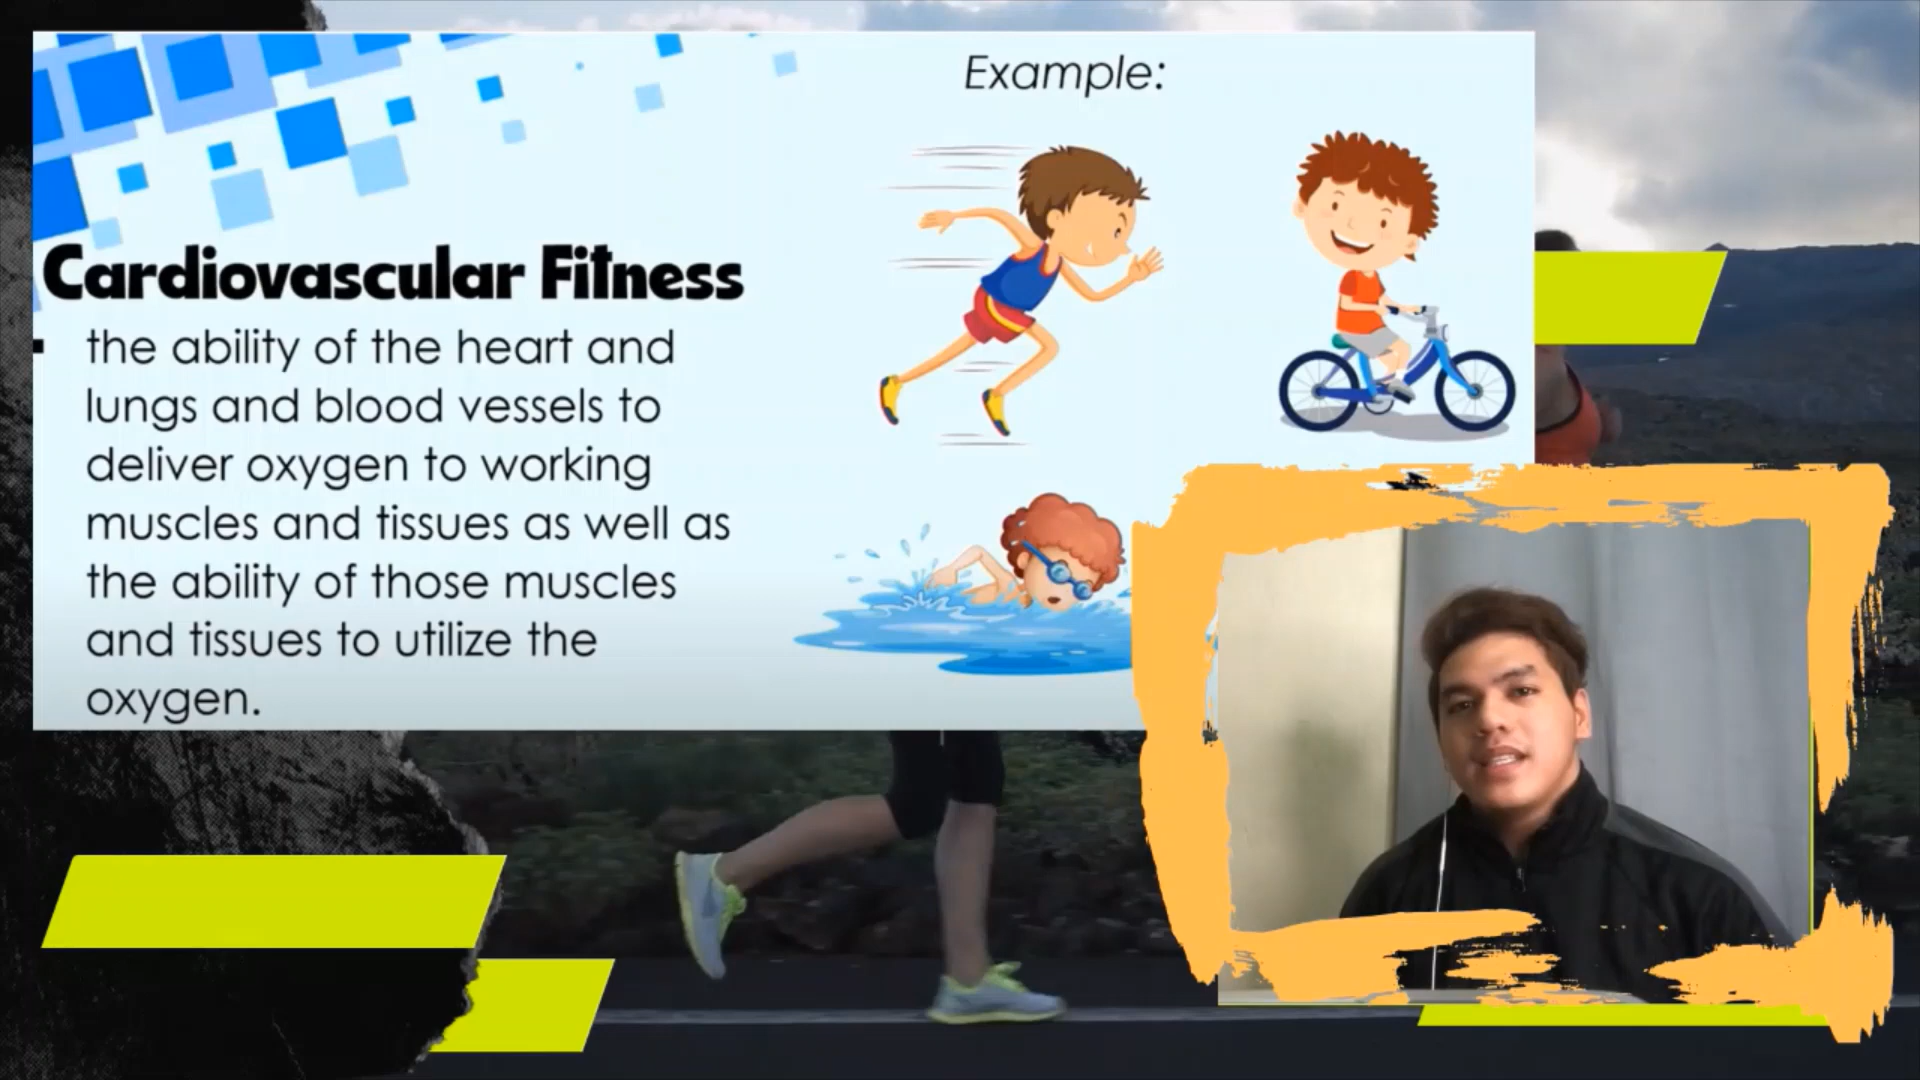 Example:
Cardiovascular Fitness
the ability of the heart and
lungs and blood vessels to
deliver oxygen to working
muscles and tissues as well as
the ability of those muscles
and tissues to utilize the
oxygen.